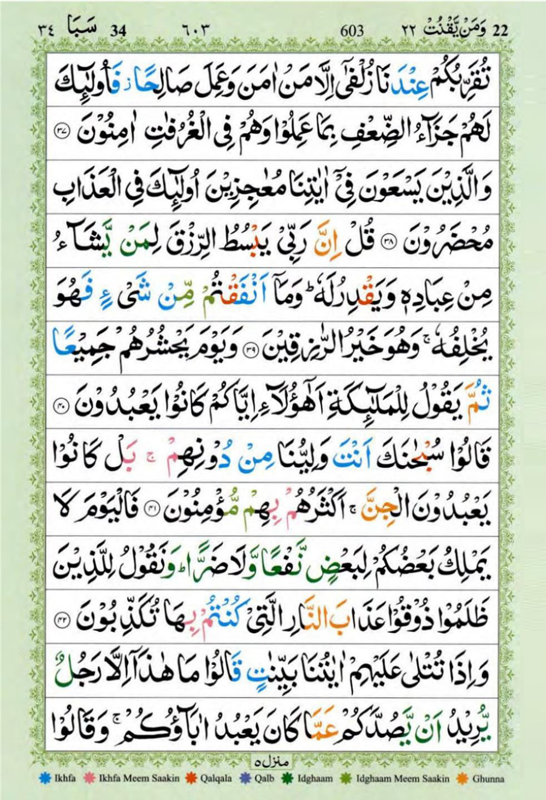 سَبَا 34 ٣٤ ٦٠٣ 603 وَمَنْ يَّقْنُتْ ٢٢ 22
تُقَرِّبُكُمْ عِنْدَنَا زُلْفٰٓى اِلَّا مَنْ اٰمَنَ وَعَمِلَ صَالِحًا ز فَاُولٰٓئِكَ
لَهُمْ جَزَآءُ الضِّعْفِ بِمَا عَمِلُوْا وَهُمْ فِى الْغُرُفٰتِ اٰمِنُوْنَ ﴿٣٧﴾
وَالَّذِيْنَ يَسْعَوْنَ فِىْٓ اٰيٰتِنَا مُعٰجِزِيْنَ اُولٰٓئِكَ فِى الْعَذَابِ
مُحْضَرُوْنَ ﴿٣٨﴾ قُلْ اِنَّ رَبِّىْ يَبْسُطُ الرِّزْقَ لِمَنْ يَّشَآءُ
مِنْ عِبَادِهٖ وَيَقْدِرُ لَهٗ ؕ وَمَآ اَنْفَقْتُمْ مِّنْ شَىْءٍ فَهُوَ
يُخْلِفُهٗ ۚ وَهُوَ خَيْرُ الرّٰزِقِيْنَ ﴿٣٩﴾ وَيَوْمَ يَحْشُرُهُمْ جَمِيْعًا
ثُمَّ يَقُوْلُ لِلْمَلٰٓئِكَةِ اَهٰٓؤُلَآءِ اِيَّاكُمْ كَانُوْا يَعْبُدُوْنَ ﴿٤٠﴾
قَالُوْا سُبْحٰنَكَ اَنْتَ وَلِيُّنَا مِنْ دُوْنِهِمْ ۚ بَلْ كَانُوْا
يَعْبُدُوْنَ الْجِنَّ ۚ اَكْثَرُهُمْ بِهِمْ مُّؤْمِنُوْنَ ﴿٤١﴾ فَالْيَوْمَ لَا
يَمْلِكُ بَعْضُكُمْ لِبَعْضٍ نَّفْعًا وَّلَا ضَرًّا ؕ وَنَقُوْلُ لِلَّذِيْنَ
ظَلَمُوْا ذُوْقُوْا عَذَابَ النَّارِ الَّتِىْ كُنْتُمْ بِهَا تُكَذِّبُوْنَ ﴿٤٢﴾
وَاِذَا تُتْلٰى عَلَيْهِمْ اٰيٰتُنَا بَيِّنٰتٍ قَالُوْا مَا هٰذَآ اِلَّا رَجُلٌ
يُّرِيْدُ اَنْ يَّصُدَّكُمْ عَمَّا كَانَ يَعْبُدُ اٰبَآؤُكُمْ ۚ وَقَالُوْا
منزل ٥
Ikhfa Ikhfa Meem Saakin Qalqala Qalb Idghaam Idghaam Meem Saakin Ghunna